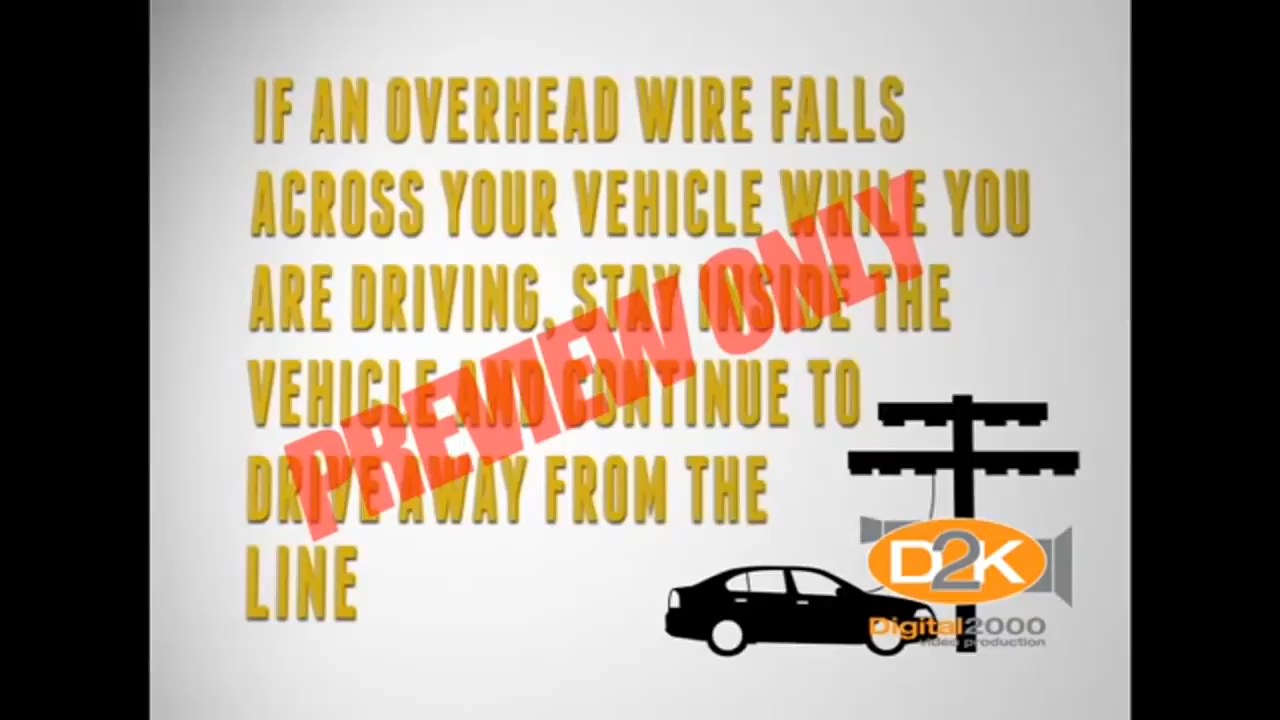 IF AN OVERHEAD WIRE FALLS
ACROSS YOUR VEHICLE WHILE YOU
ARE DRIVING, STAY INSIDE THE
VEHICLE AND CONTINUE TO
DRIVE AWAY FROM THE
LINE
PREVIEW ONLY
D2K
Digital2000
video production